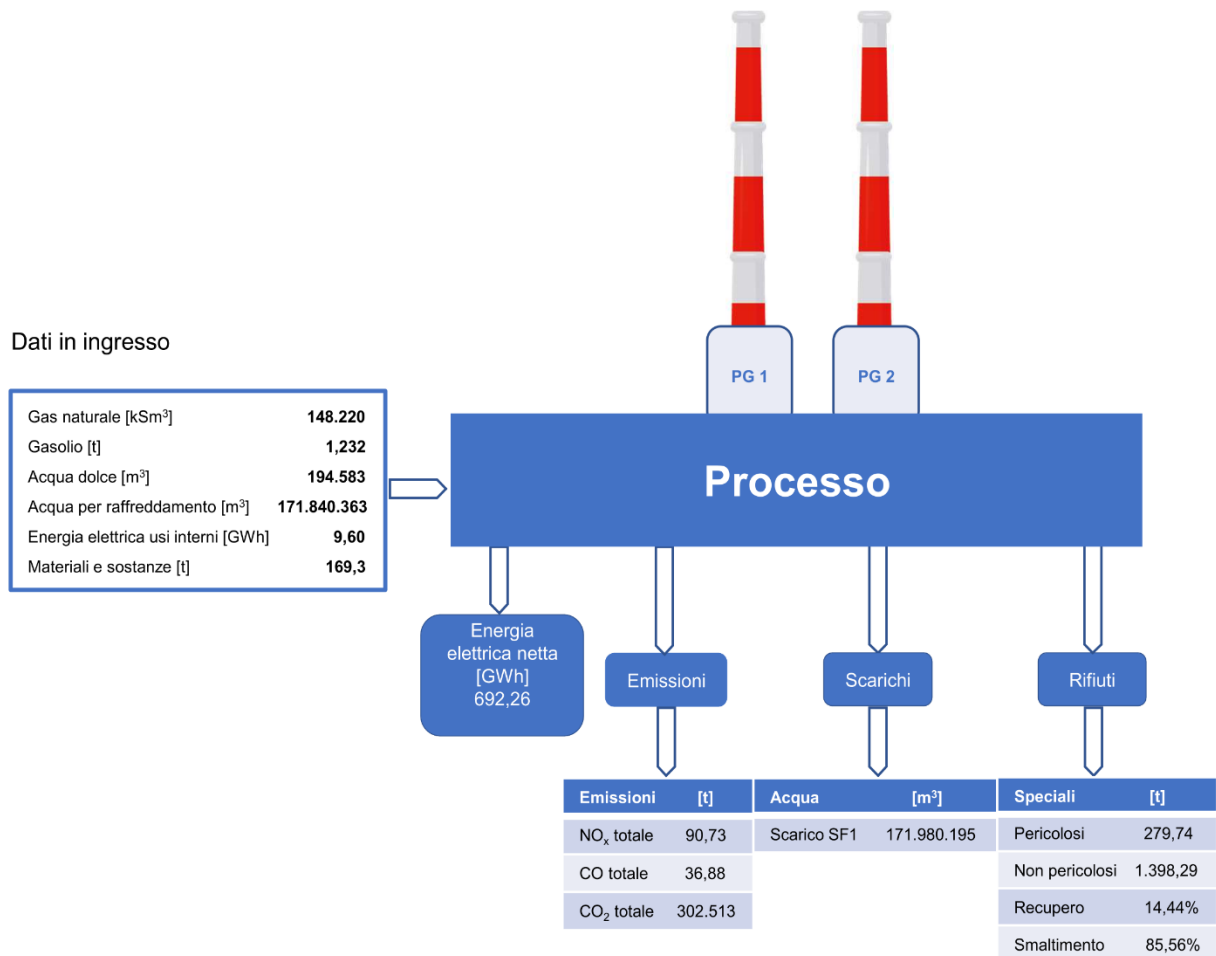 PG 1
PG 2
Dati in ingresso
Gas naturale [kSm³] 148.220
Gasolio [t] 1,232
Acqua dolce [m³] 194.583
Acqua per raffreddamento [m³] 171.840.363
Energia elettrica usi interni [GWh] 9,60
Materiali e sostanze [t] 169,3
Processo
Energia
elettrica netta
[GWh]
692,26
Emissioni
Scarichi
Rifiuti
Emissioni [t]
NOₓ totale 90,73
CO totale 36,88
CO₂ totale 302.513
Acqua [m³]
Scarico SF1 171.980.195
Speciali [t]
Pericolosi 279,74
Non pericolosi 1.398,29
Recupero 14,44%
Smaltimento 85,56%